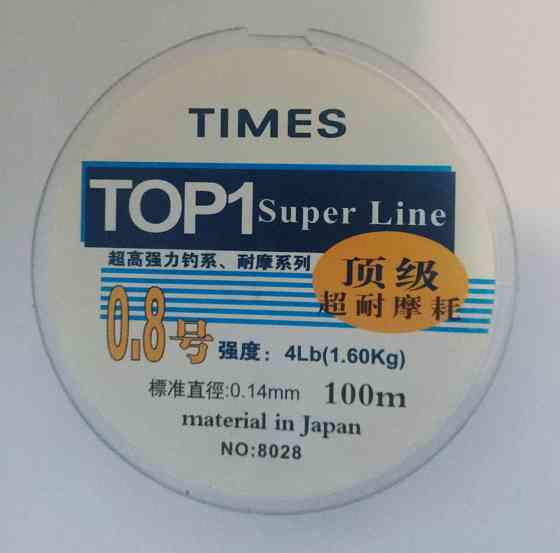 TIMES
TOP1 Super Line
超高强力钓系、耐摩系列
顶级
超耐摩耗
0.8号 强度：4Lb(1.60Kg)
標准直徑:0.14mm 100m
material in Japan
NO:8028